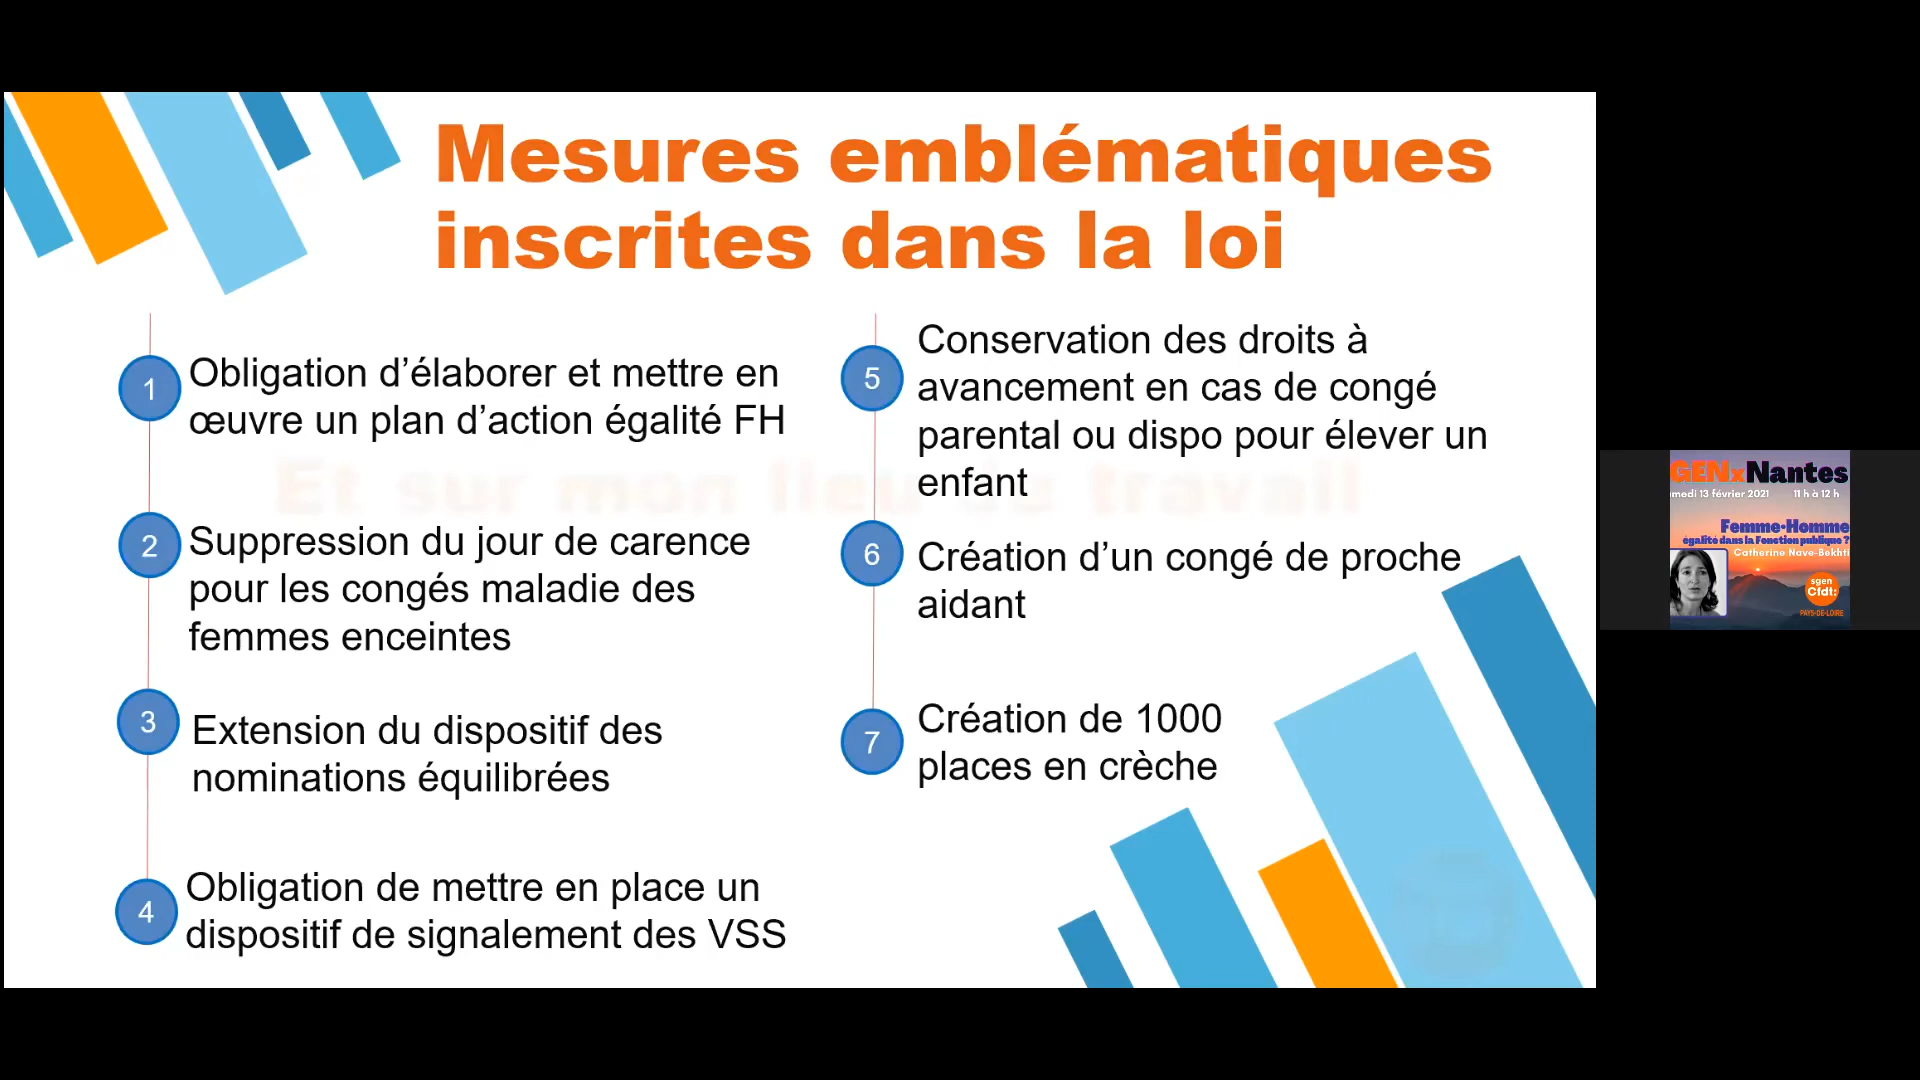 Mesures emblématiques
inscrites dans la loi
1
Obligation d’élaborer et mettre en
œuvre un plan d’action égalité FH
2
Suppression du jour de carence
pour les congés maladie des
femmes enceintes
3
Extension du dispositif des
nominations équilibrées
4
Obligation de mettre en place un
dispositif de signalement des VSS
5
Conservation des droits à
avancement en cas de congé
parental ou dispo pour élever un
enfant
6
Création d’un congé de proche
aidant
7
Création de 1000
places en crèche
Et sur mon lieu de travail
GENxNantes
medi 13 février 2021 11 h à 12 h
Femme•Homme
égalité dans la Fonction publique ?
Catherine Nave-Bekhti
sgen
Cfdt:
PAYS-DE-LOIRE